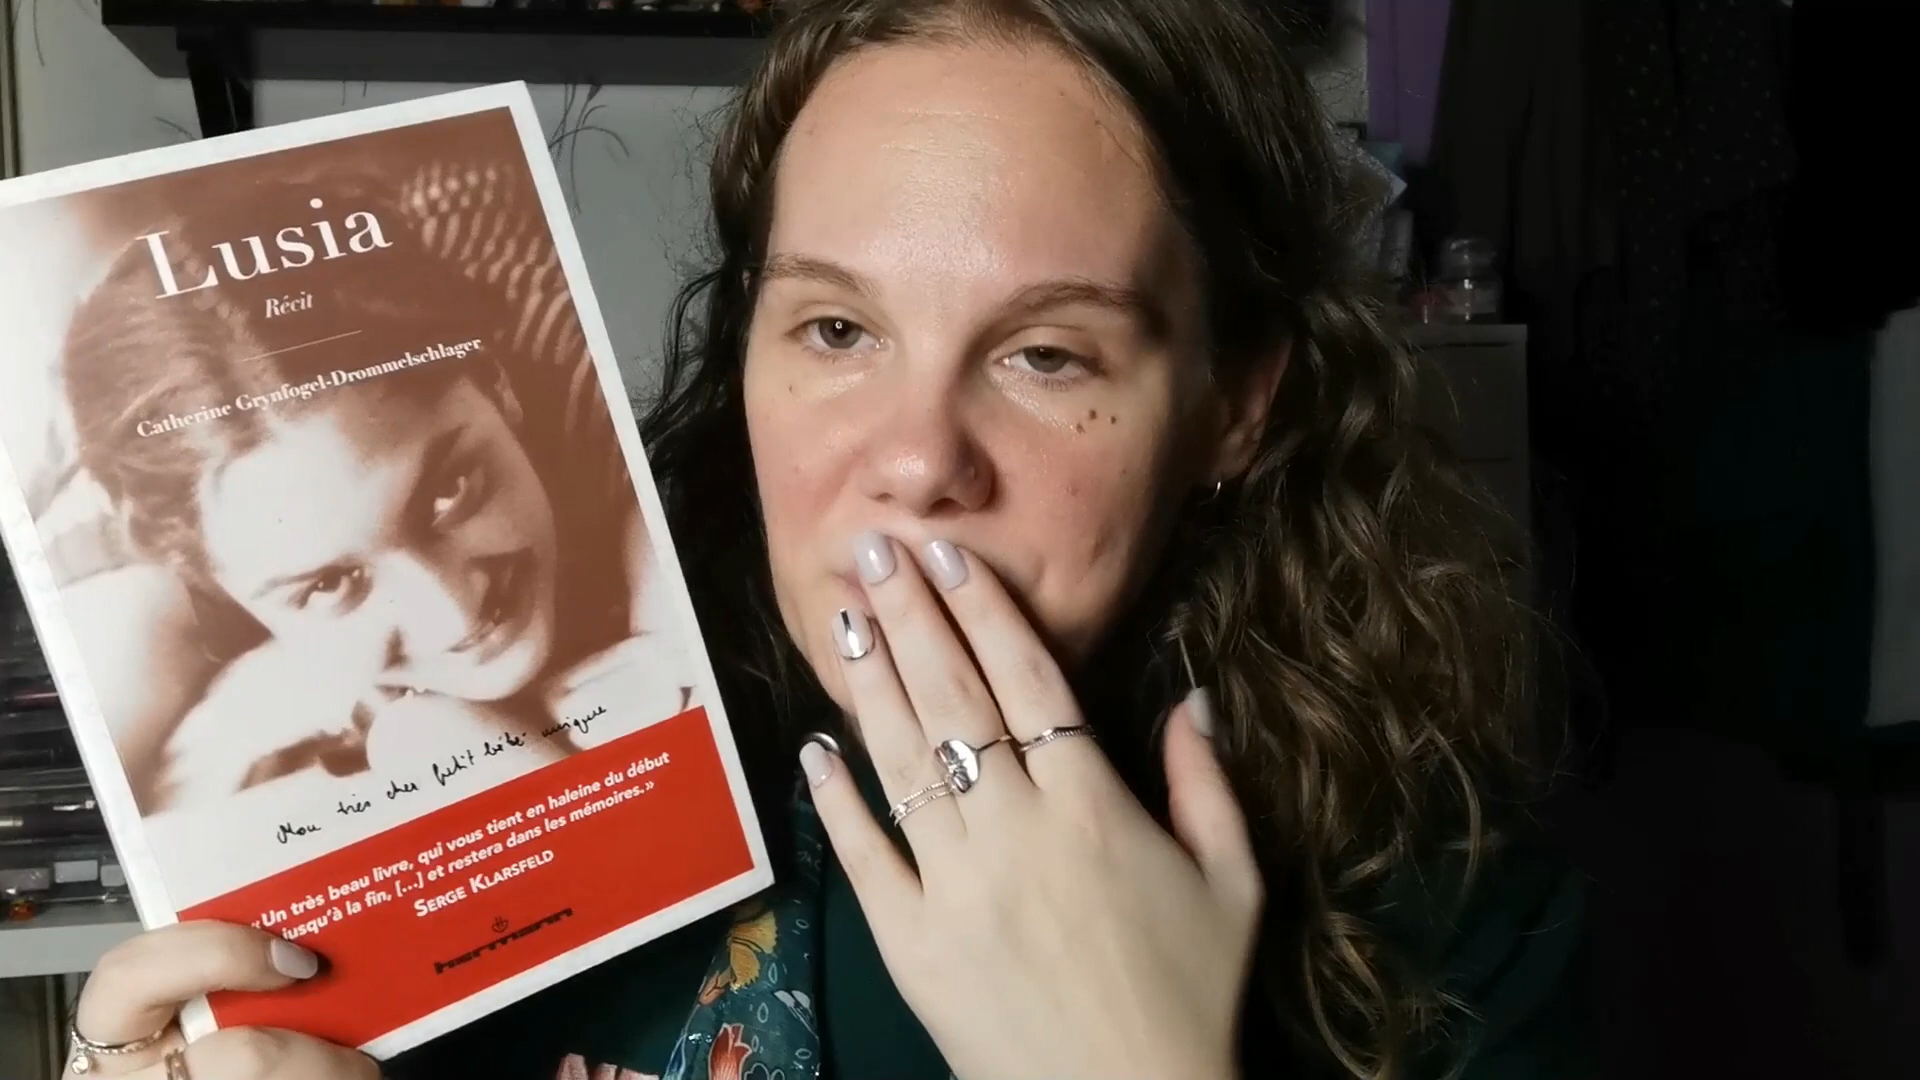 Lusia
Récit
Catherine Grynfogel-Drommelschlager
Mon très cher petit bébé unique
«Un très beau livre, qui vous tient en haleine du début
jusqu'à la fin, [...] et restera dans les mémoires.»
SERGE KLARSFELD
hermann